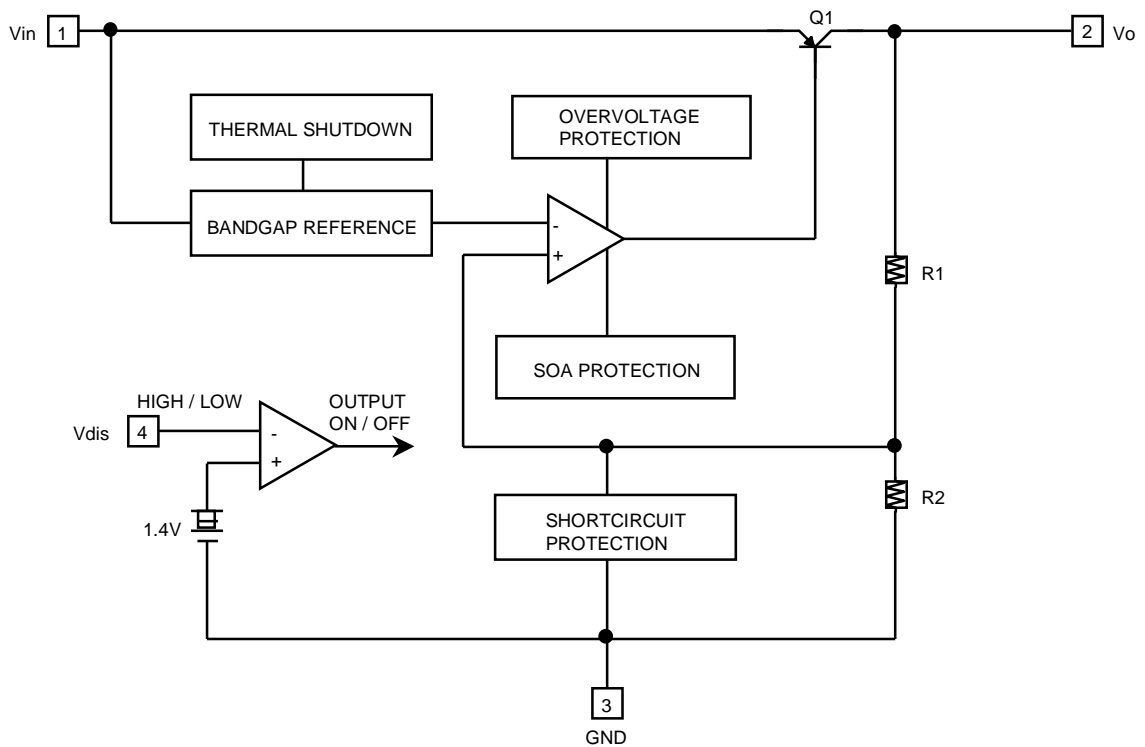 Q1
Vin 1
2 Vo
THERMAL SHUTDOWN
OVERVOLTAGE
PROTECTION
BANDGAP REFERENCE
-
+
R1
SOA PROTECTION
HIGH / LOW
OUTPUT
ON / OFF
Vdis 4
-
+
R2
1.4V
SHORTCIRCUIT
PROTECTION
3
GND